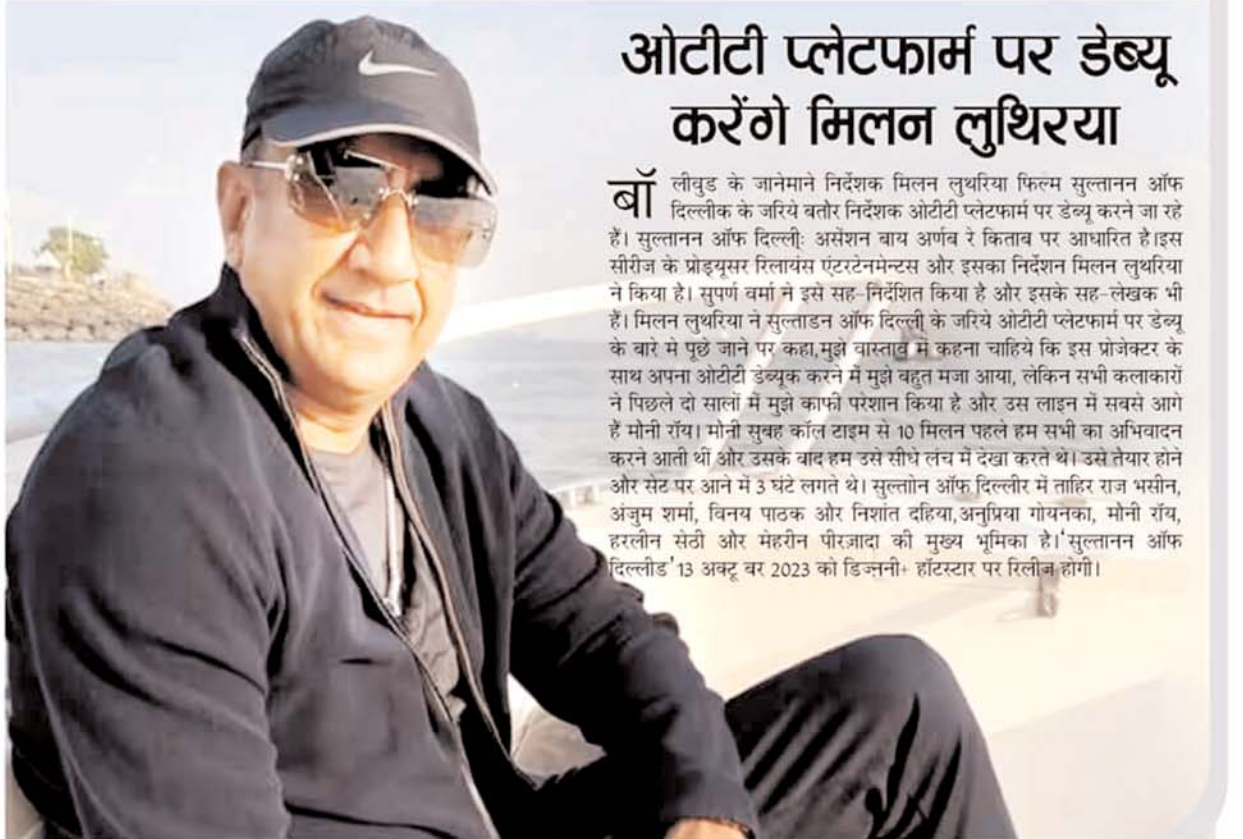 ओटीटी प्लेटफार्म पर डेब्यू
करेंगे मिलन लुथिरया
बॉलीवुड के जानेमाने निर्देशक मिलन लुथरिया फिल्म सुल्तानन ऑफ
दिल्लीक के जरिये बतौर निर्देशक ओटीटी प्लेटफार्म पर डेब्यू करने जा रहे
हैं। सुल्तानन ऑफ दिल्ली: असेंशन बाय अर्णब रे किताब पर आधारित है।इस
सीरीज के प्रोड्यूसर रिलायंस एंटरटेनमेन्टस और इसका निर्देशन मिलन लुथरिया
ने किया है। सुपर्ण वर्मा ने इसे सह-निर्देशित किया है और इसके सह-लेखक भी
हैं। मिलन लुथरिया ने सुल्ताडन ऑफ दिल्ली के जरिये ओटीटी प्लेटफार्म पर डेब्यू
के बारे मे पूछे जाने पर कहा,मुझे वास्ताव में कहना चाहिये कि इस प्रोजेक्टर के
साथ अपना ओटीटी डेब्यूक करने में मुझे बहुत मजा आया, लेकिन सभी कलाकारों
ने पिछले दो सालों में मुझे काफी परेशान किया है और उस लाइन में सबसे आगे
हैं मौनी रॉय। मौनी सुबह कॉल टाइम से 10 मिलन पहले हम सभी का अभिवादन
करने आती थीं और उसके बाद हम उसे सीधे लंच में देखा करते थे। उसे तैयार होने
और सेट पर आने में 3 घंटे लगते थे। सुल्ताोन ऑफ दिल्लीर में ताहिर राज भसीन,
अंजुम शर्मा, विनय पाठक और निशांत दहिया,अनुप्रिया गोयनका, मौनी रॉय,
हरलीन सेठी और मेहरीन पीरज़ादा की मुख्य भूमिका है।'सुल्तानन ऑफ
दिल्लीड' 13 अक्टू बर 2023 को डिज्नी+ हॉटस्टार पर रिलीज होगी।